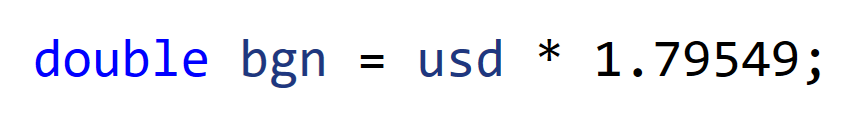 double bgn = usd * 1.79549;